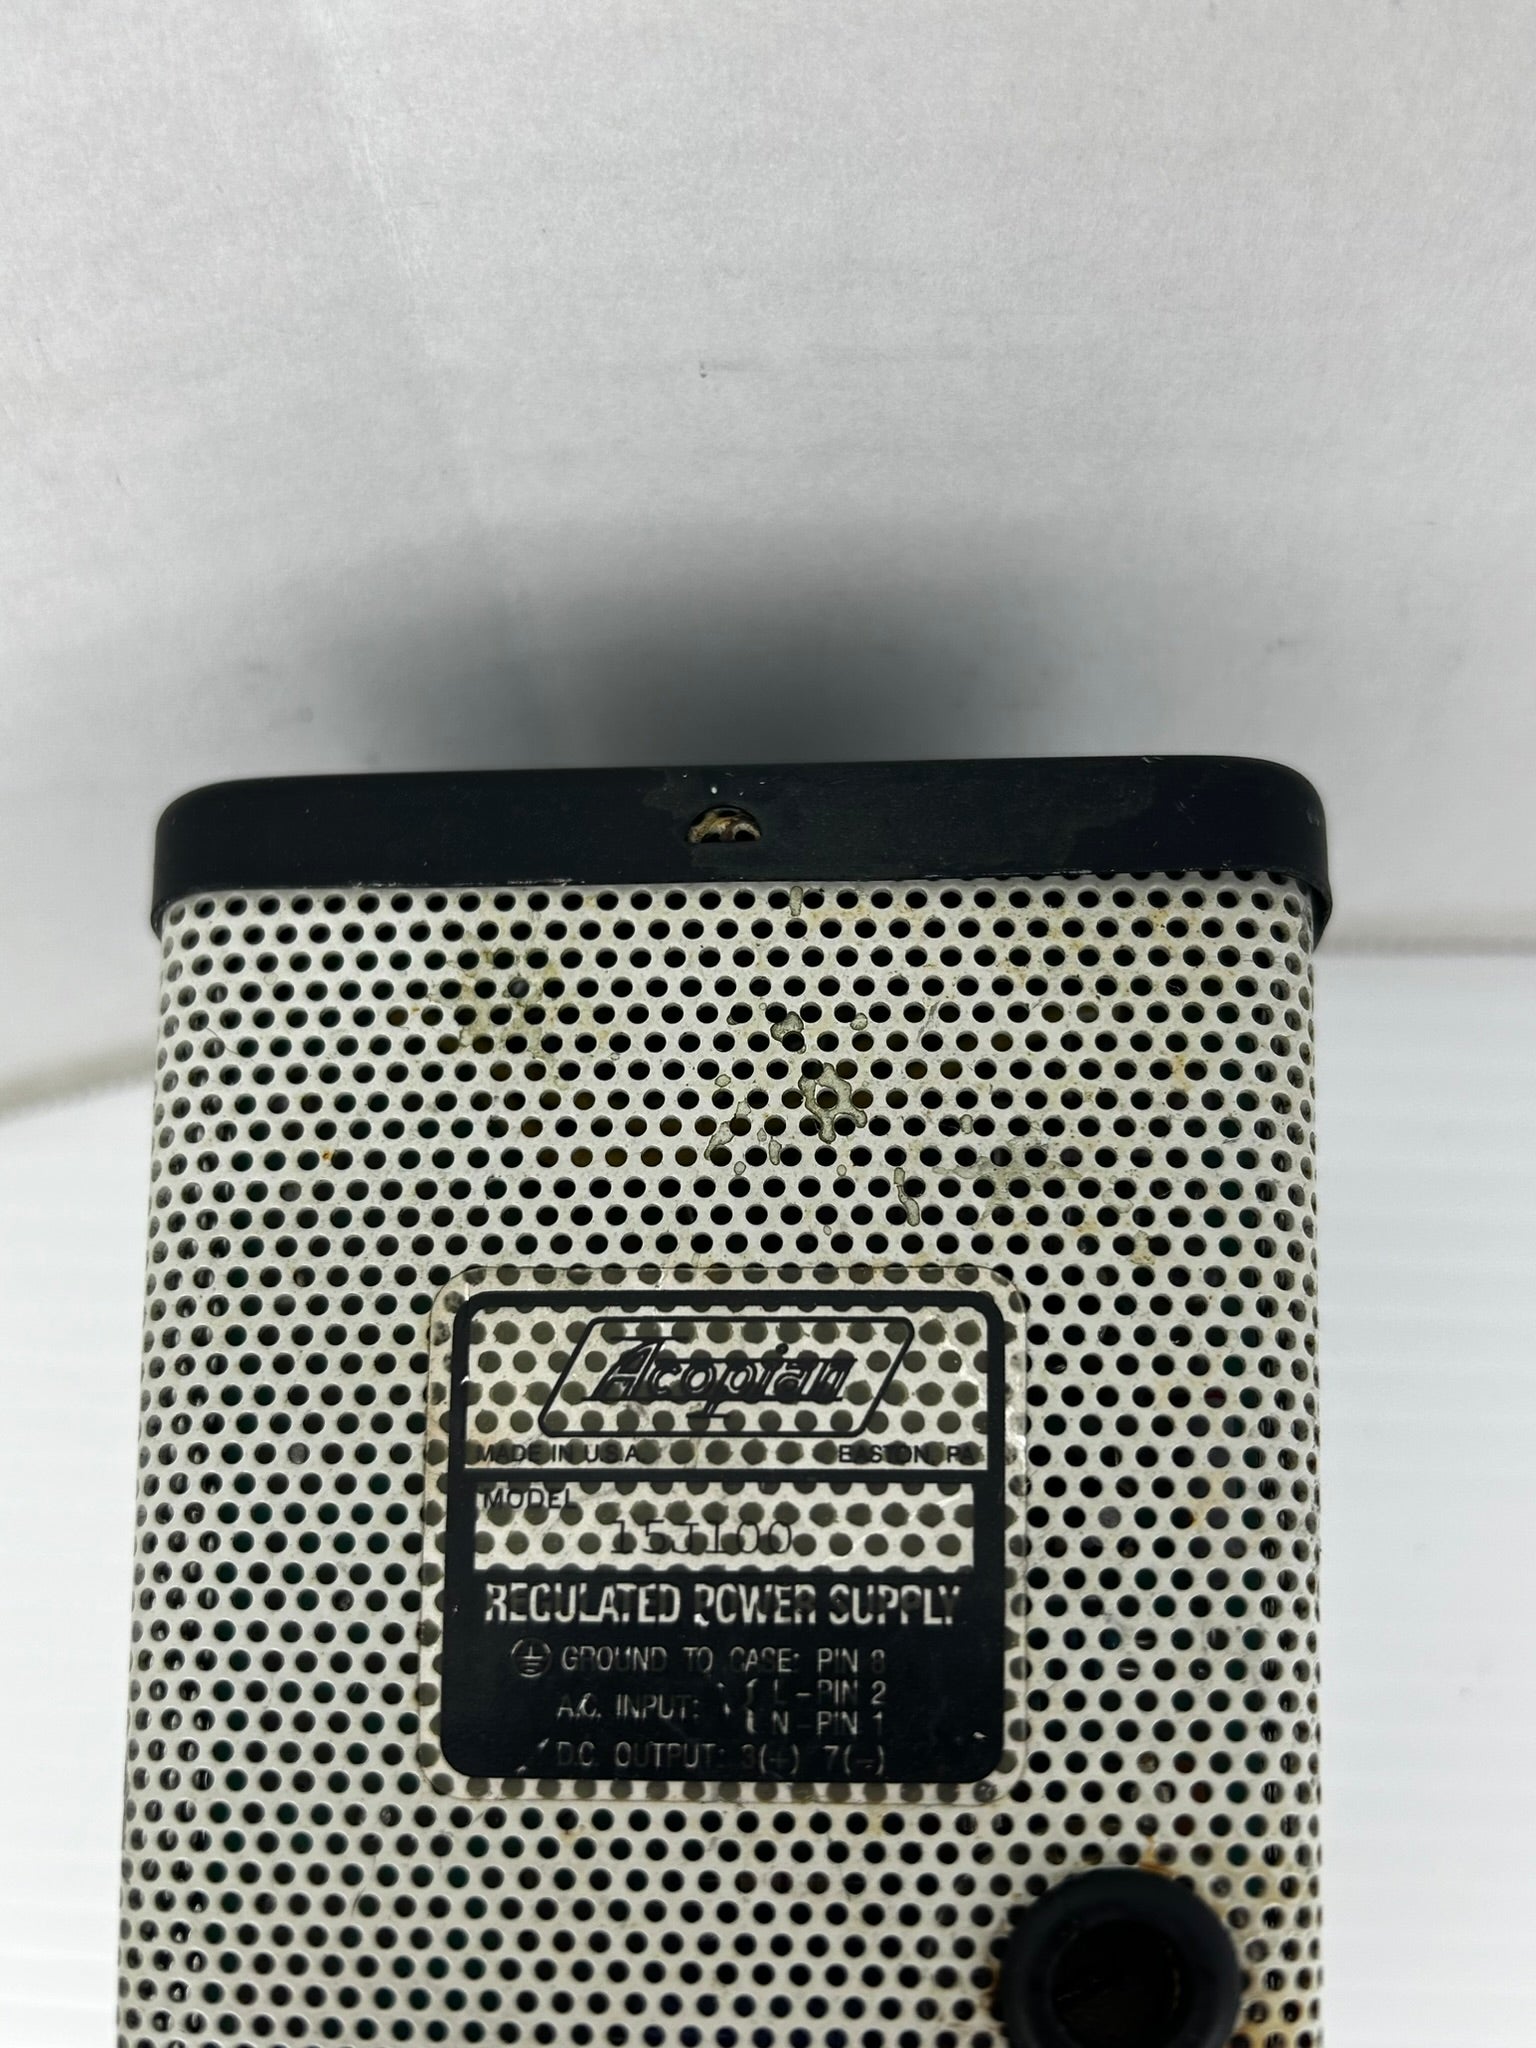 Acopian
MADE IN U.S.A. EASTON, PA
MODEL
15J100
REGULATED POWER SUPPLY
GROUND TO CASE: PIN 8
A.C. INPUT: { L - PIN 2
N - PIN 1
D.C. OUTPUT: 3(+) 7(-)